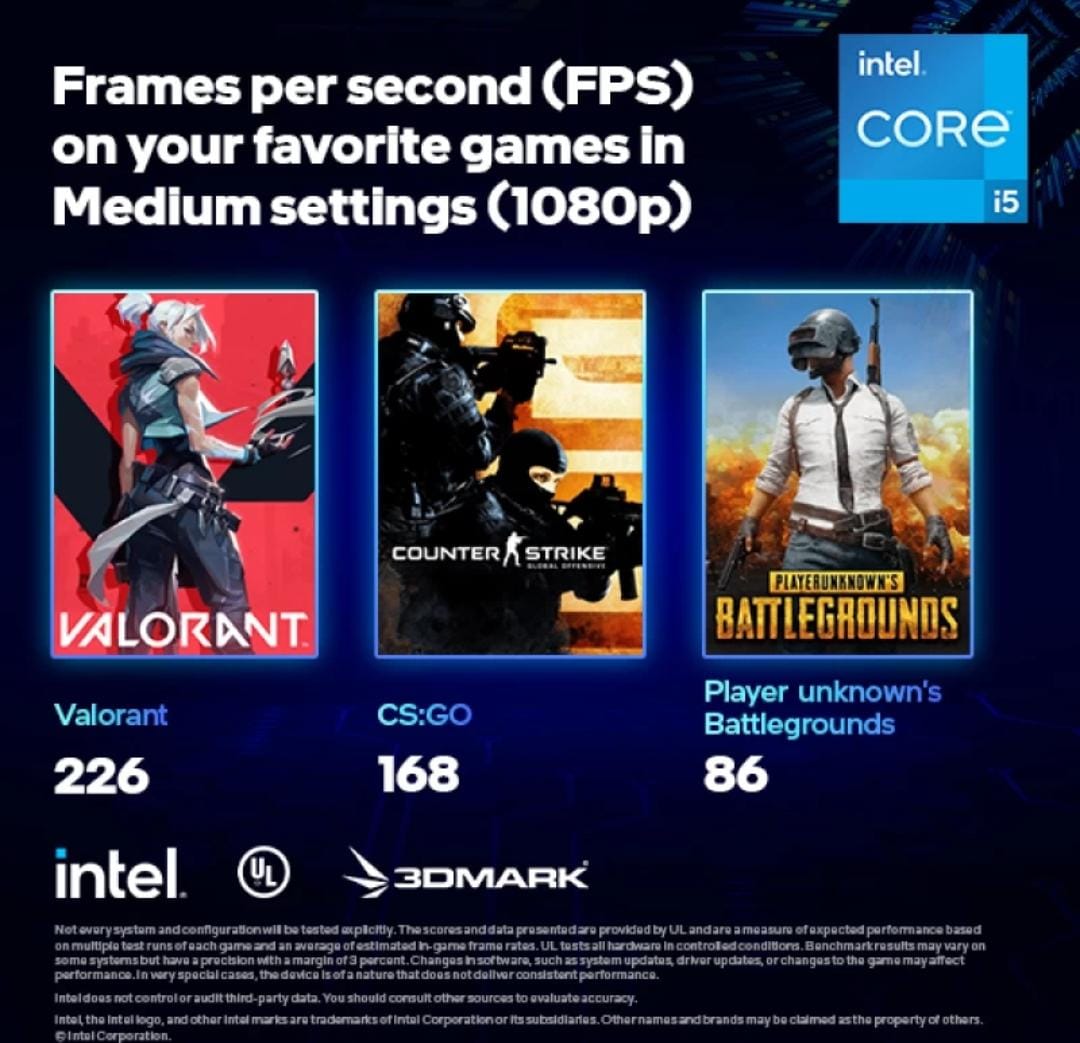 Frames per second (FPS)
on your favorite games in
Medium settings (1080p)
intel.
CORE
i5
VALORANT
COUNTER STRIKE
GLOBAL OFFENSIVE
PLAYERUNKNOWN'S
BATTLEGROUNDS
Valorant
226
CS:GO
168
Player unknown's
Battlegrounds
86
intel.
UL
3DMARK
Not every system and configuration will be tested explicitly. The scores and data presented are provided by UL and are a measure of expected performance based
on multiple test runs of each game and an average of estimated in-game frame rates. UL tests all hardware in controlled conditions. Benchmark results may vary on
some systems but have a precision with a margin of 3 percent. Changes in software, such as system updates, driver updates, or changes to the game may affect
performance. In very special cases, the device is of a nature that does not deliver consistent performance.
Intel does not control or audit third-party data. You should consult other sources to evaluate accuracy.
Intel, the Intel logo, and other Intel marks are trademarks of Intel Corporation or its subsidiaries. Other names and brands may be claimed as the property of others.
© Intel Corporation.